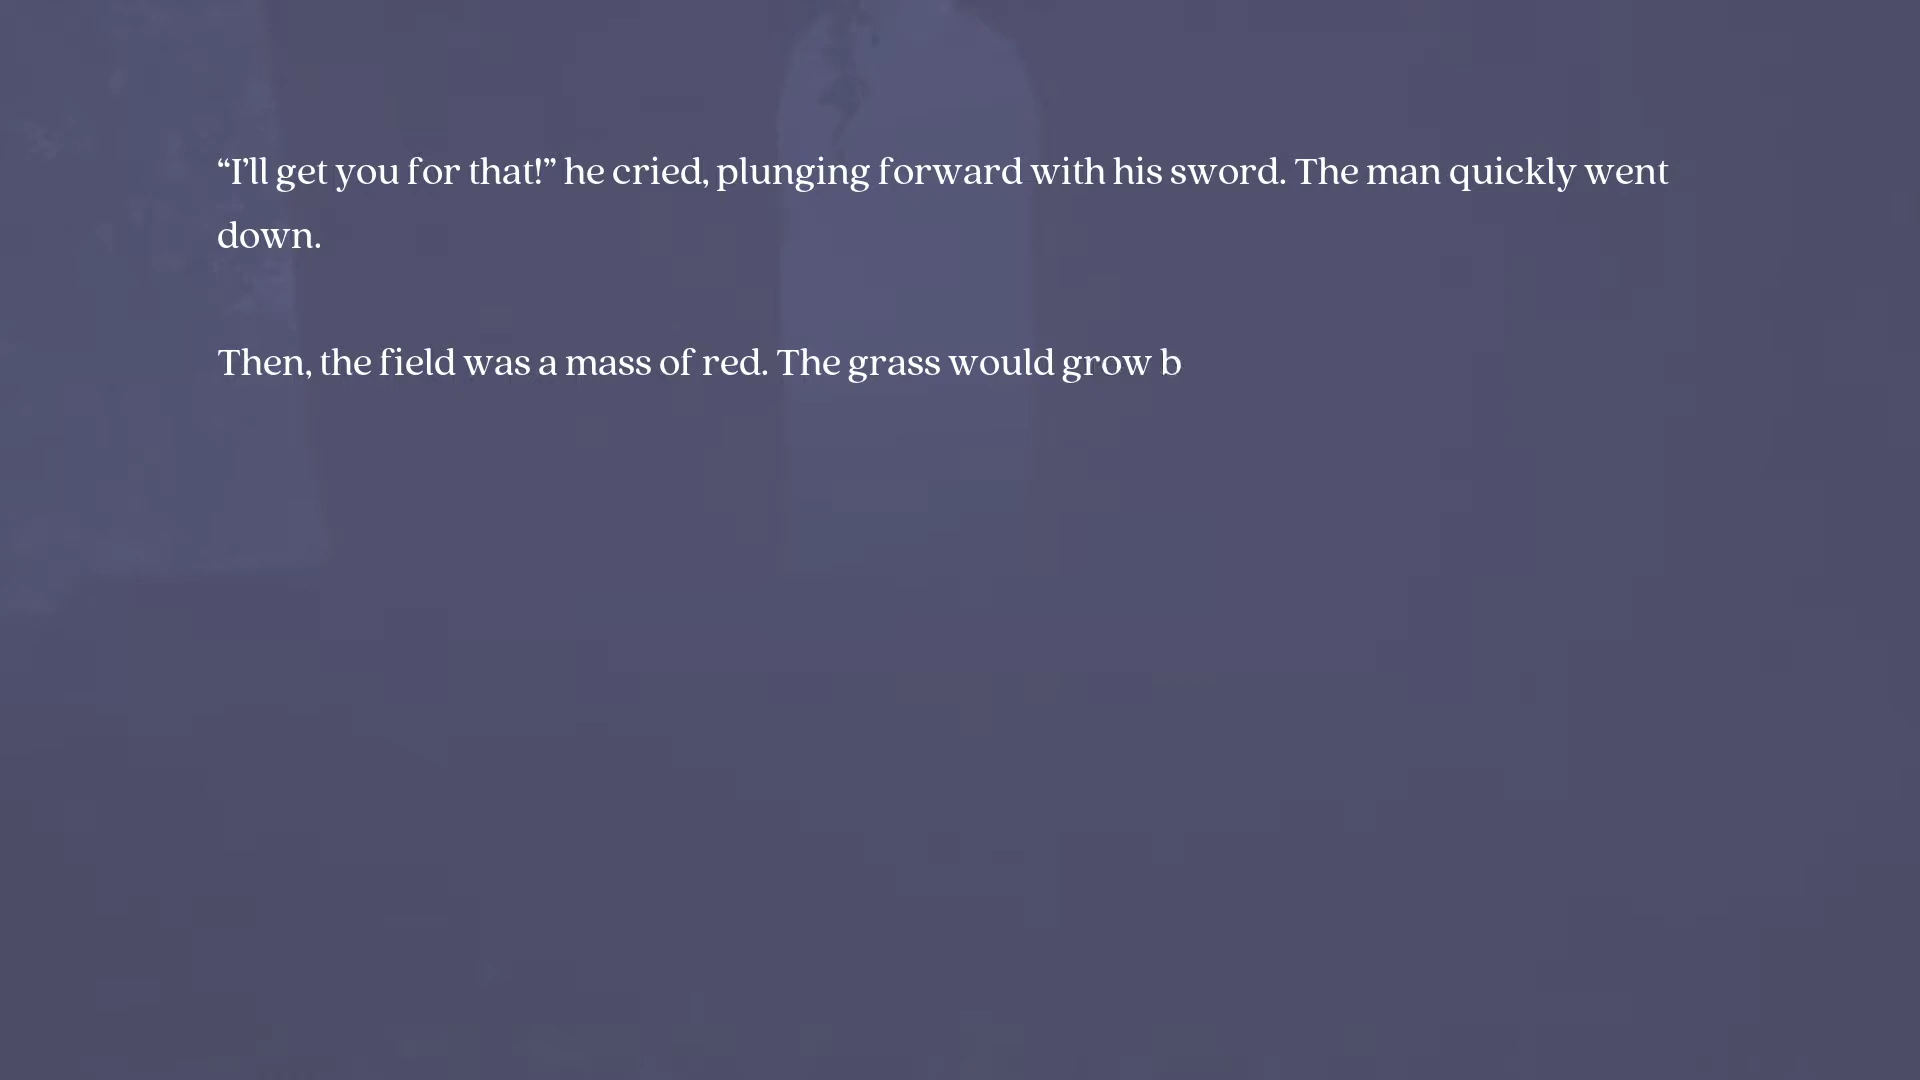 “I’ll get you for that!” he cried, plunging forward with his sword. The man quickly went
down.
Then, the field was a mass of red. The grass would grow b